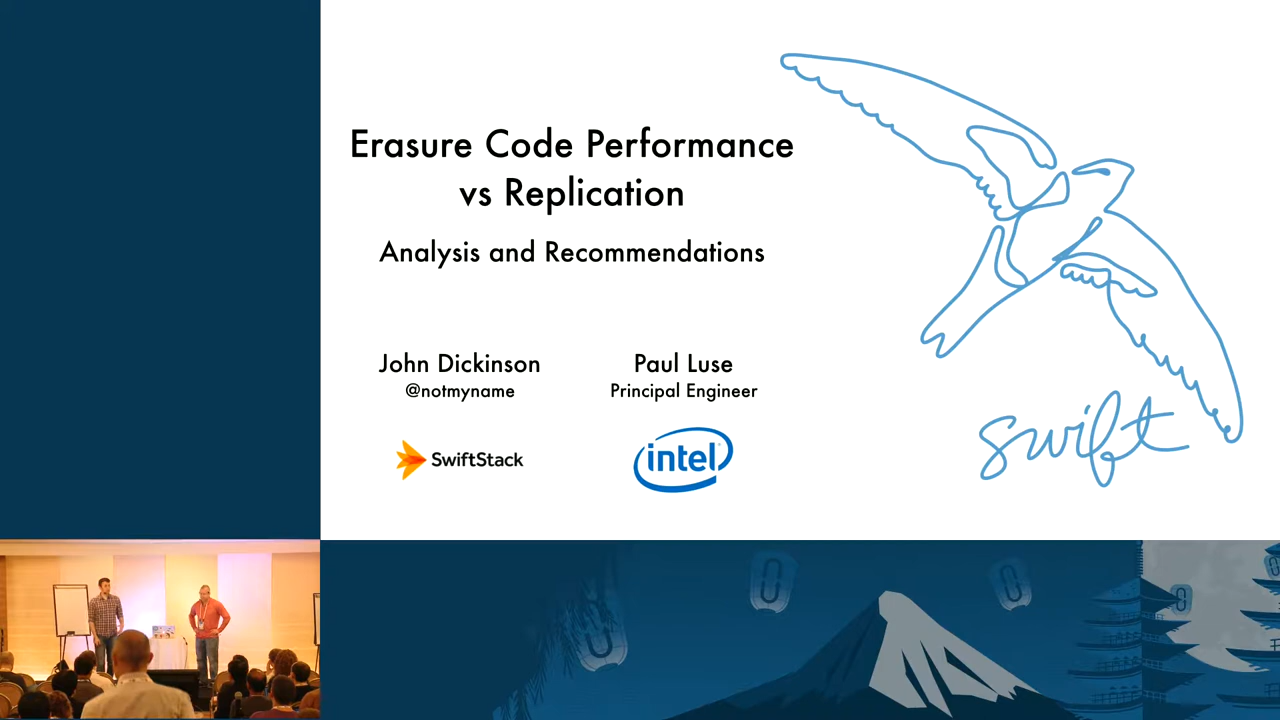 Erasure Code Performance
vs Replication
Analysis and Recommendations
John Dickinson
@notmyname
Paul Luse
Principal Engineer
SwiftStack
intel
swift